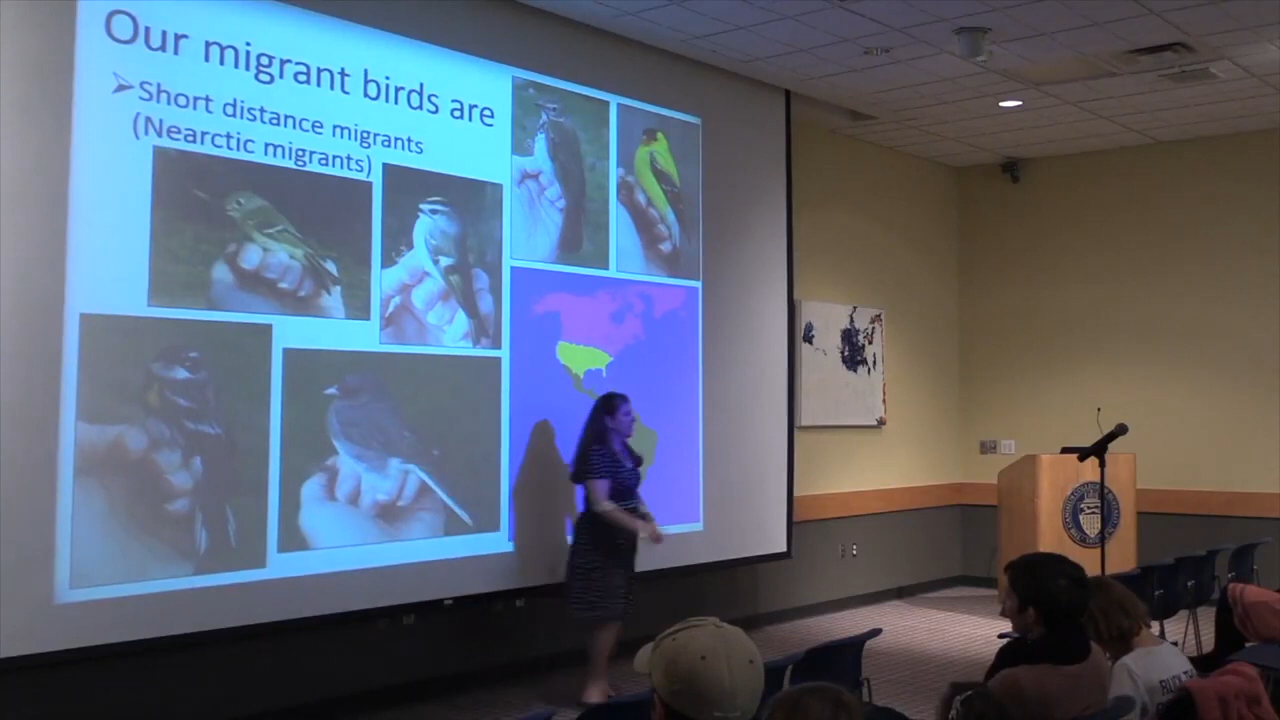 Our migrant birds are
➢Short distance migrants
(Nearctic migrants)